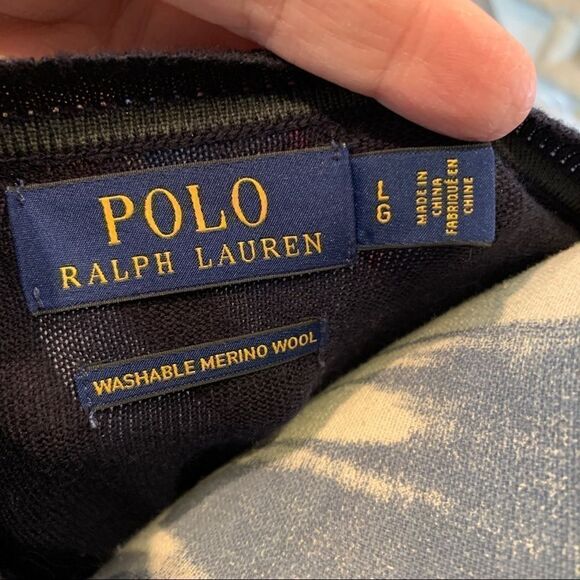 POLO
RALPH LAUREN
L
G
MADE IN
CHINA
FABRIQUÉ EN
CHINE
WASHABLE MERINO WOOL